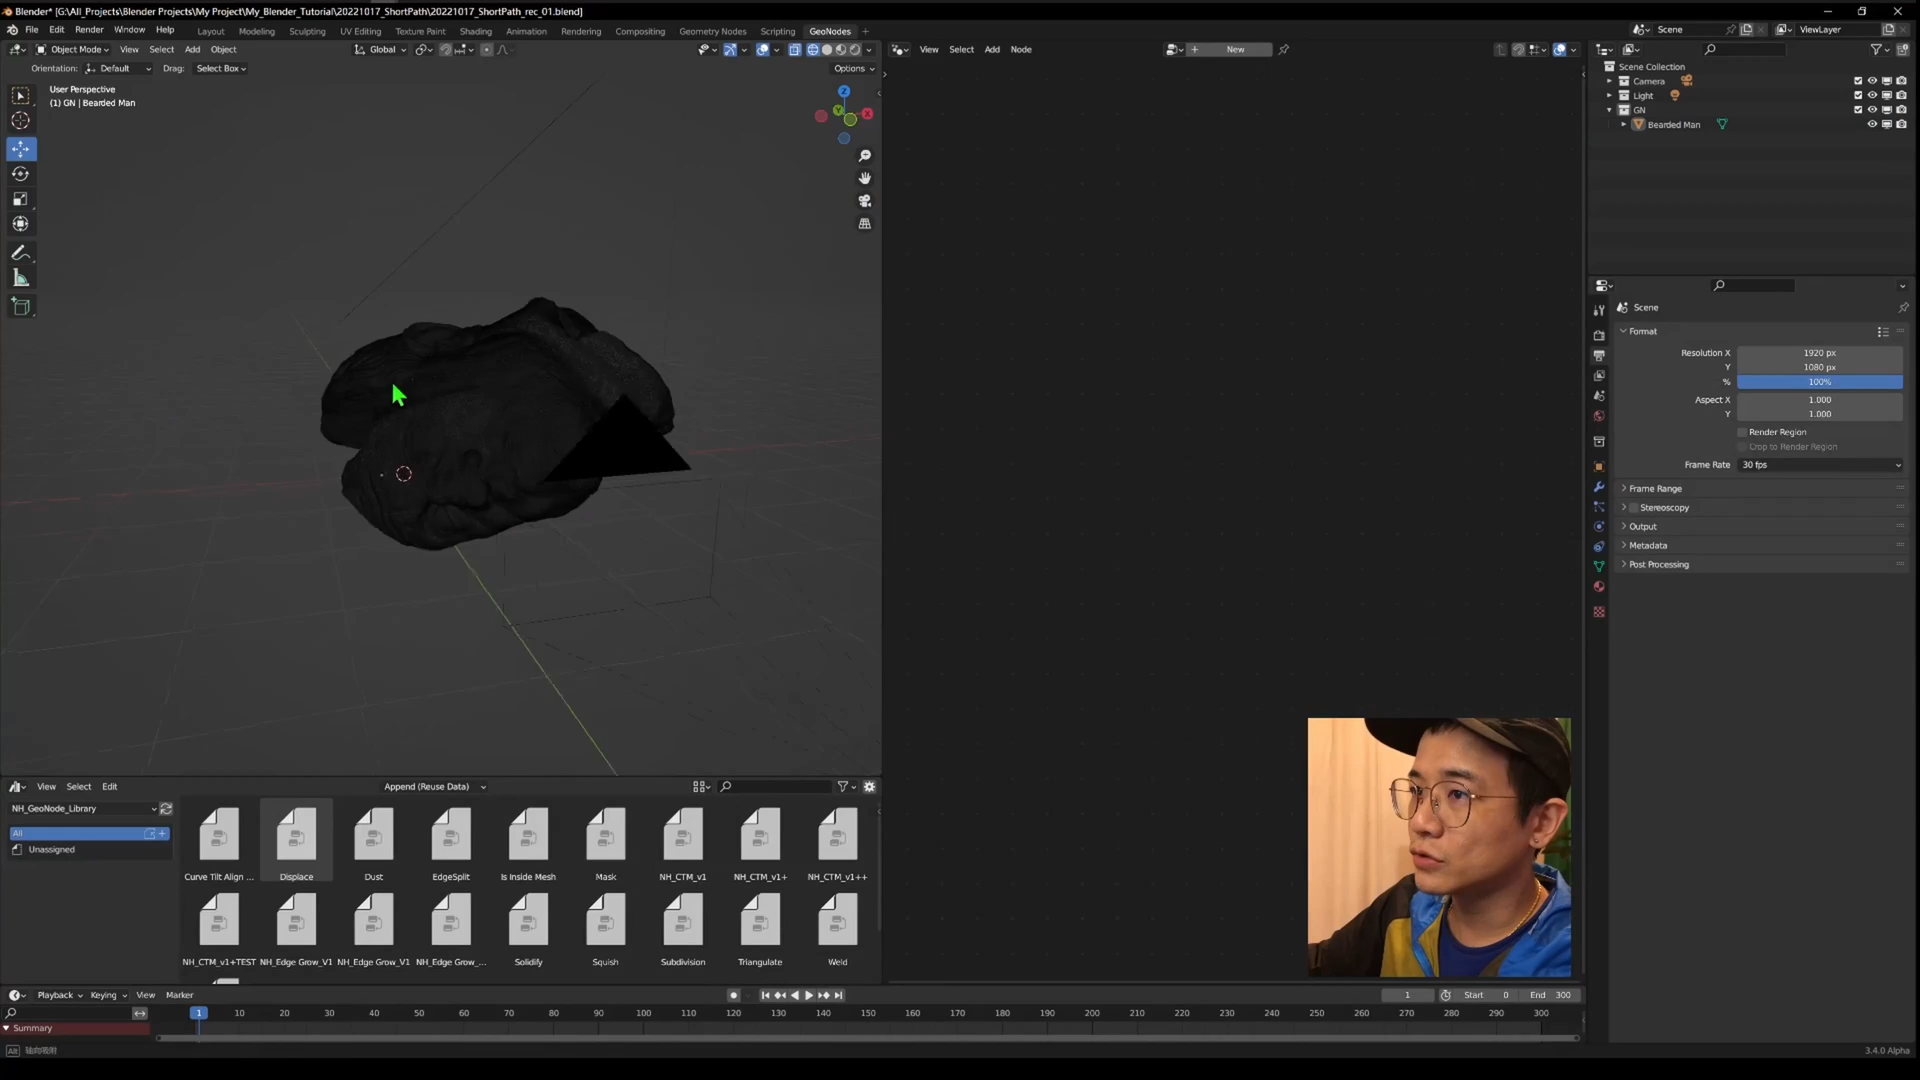 Blender* [G:\All_Projects\Blender Projects\My Project\My_Blender_Tutorial\20221017_ShortPath\20221017_ShortPath_rec_01.blend]
File Edit Render Window Help Layout Modeling Sculpting UV Editing Texture Paint Shading Animation Rendering Compositing Geometry Nodes Scripting GeoNodes + Scene ViewLayer
Object Mode View Select Add Object Global Options
Orientation: Default Drag: Select Box
User Perspective
(1) GN | Bearded Man
Z
Y
X
View Select Add Node + New
Scene Collection
Camera
Light
GN
Bearded Man
Scene
Format
Resolution X 1920 px
Y 1080 px
% 100%
Aspect X 1.000
Y 1.000
Render Region
Crop to Render Region
Frame Rate 30 fps
Frame Range
Stereoscopy
Output
Metadata
Post Processing
View Select Edit Append (Reuse Data)
NH_GeoNode_Library
All +
Unassigned
Curve Tilt Align ... Displace Dust EdgeSplit Is Inside Mesh Mask NH_CTM_v1 NH_CTM_v1+ NH_CTM_v1++
NH_CTM_v1+TEST NH_Edge Grow_V1 NH_Edge Grow_V1 NH_Edge Grow_... Solidify Squish Subdivision Triangulate Weld
Playback Keying View Marker 1 Start 0 End 300
1 10 20 30 40 50 60 70 80 90 100 110 120 130 140 150 160 170 180 190 200 210 220 230 240 250 260 270 280 290 300
Summary
Alt 轴向吸附
3.4.0 Alpha